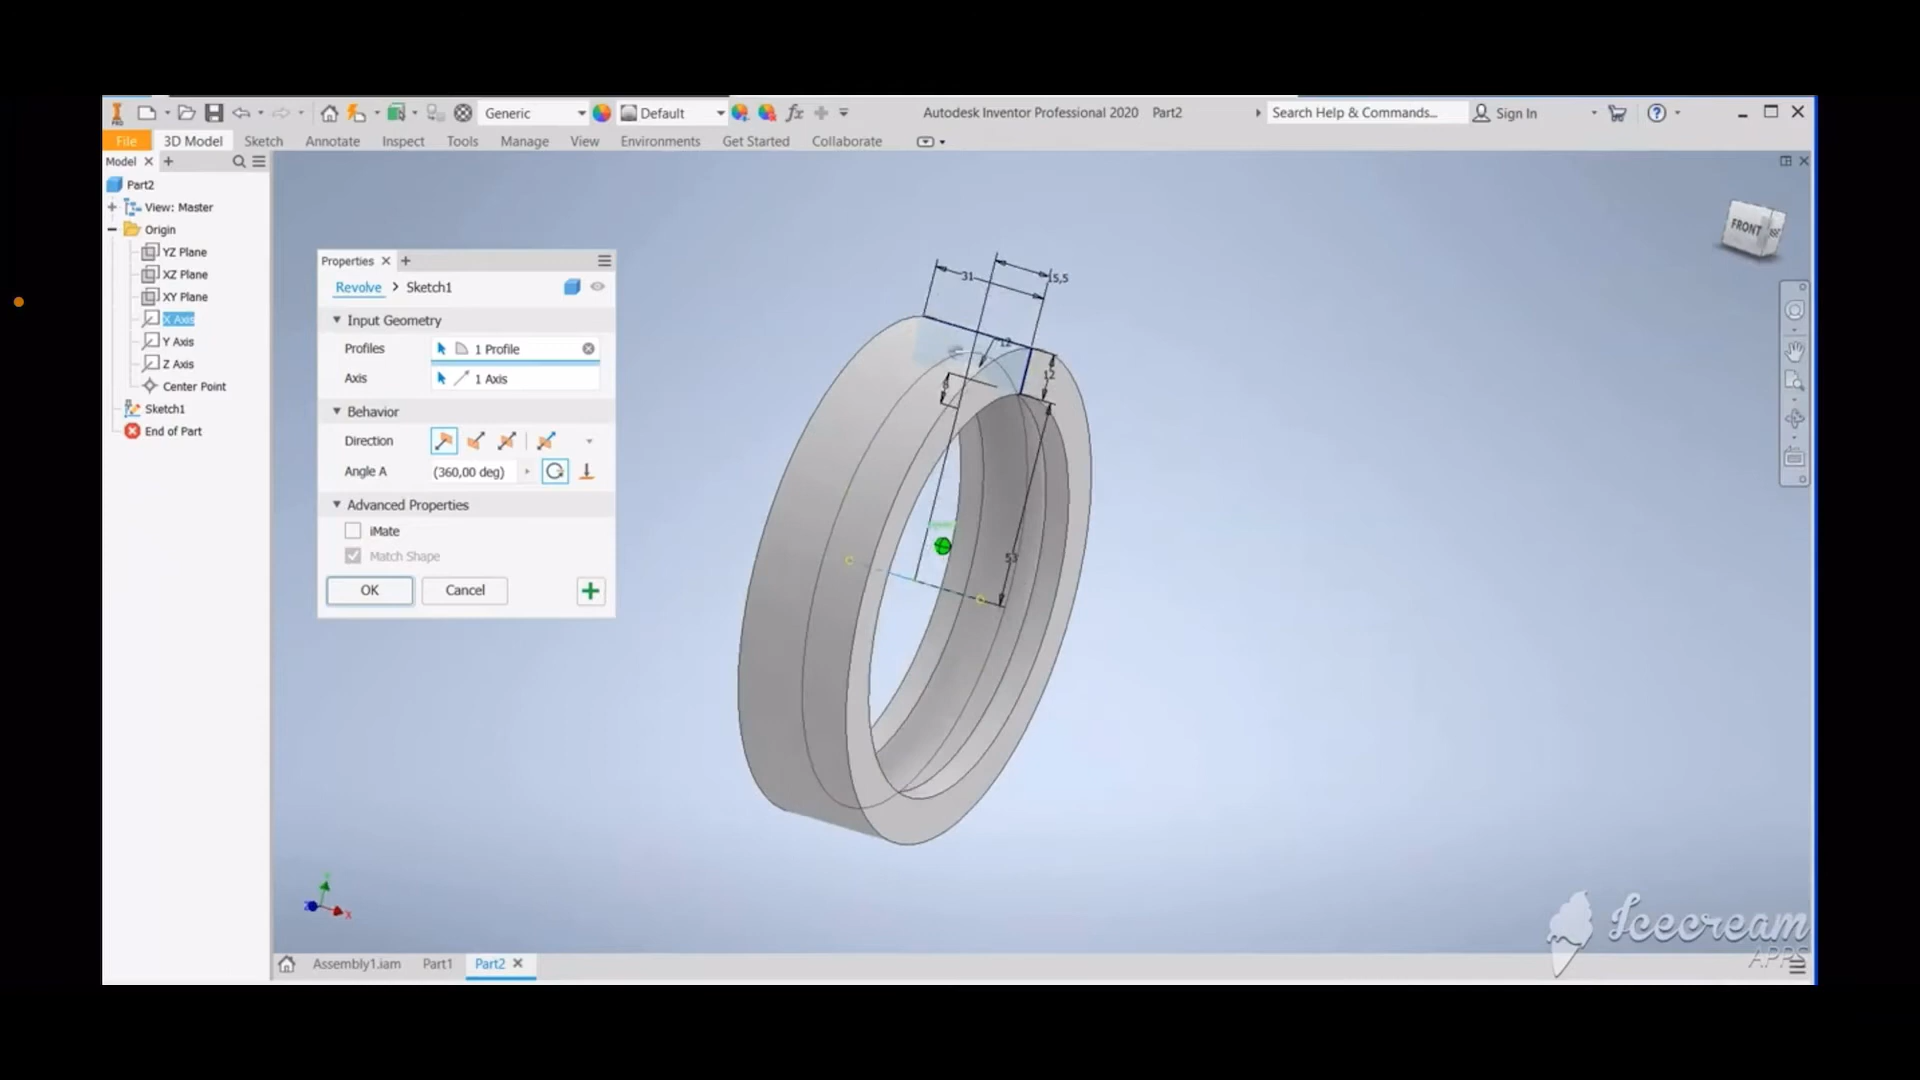 Generic
Default
fx
Autodesk Inventor Professional 2020 Part2
Search Help & Commands...
Sign In
File
3D Model
Sketch
Annotate
Inspect
Tools
Manage
View
Environments
Get Started
Collaborate
Model
Part2
View: Master
Origin
YZ Plane
XZ Plane
XY Plane
X Axis
Y Axis
Z Axis
Center Point
Sketch1
End of Part
Properties
Revolve > Sketch1
Input Geometry
Profiles 1 Profile
Axis 1 Axis
Behavior
Direction
Angle A (360,00 deg)
Advanced Properties
iMate
Match Shape
OK Cancel
31
15,5
12
12
8
53
FRONT
X
Z
Assembly1.iam
Part1
Part2
Icecream
APPS